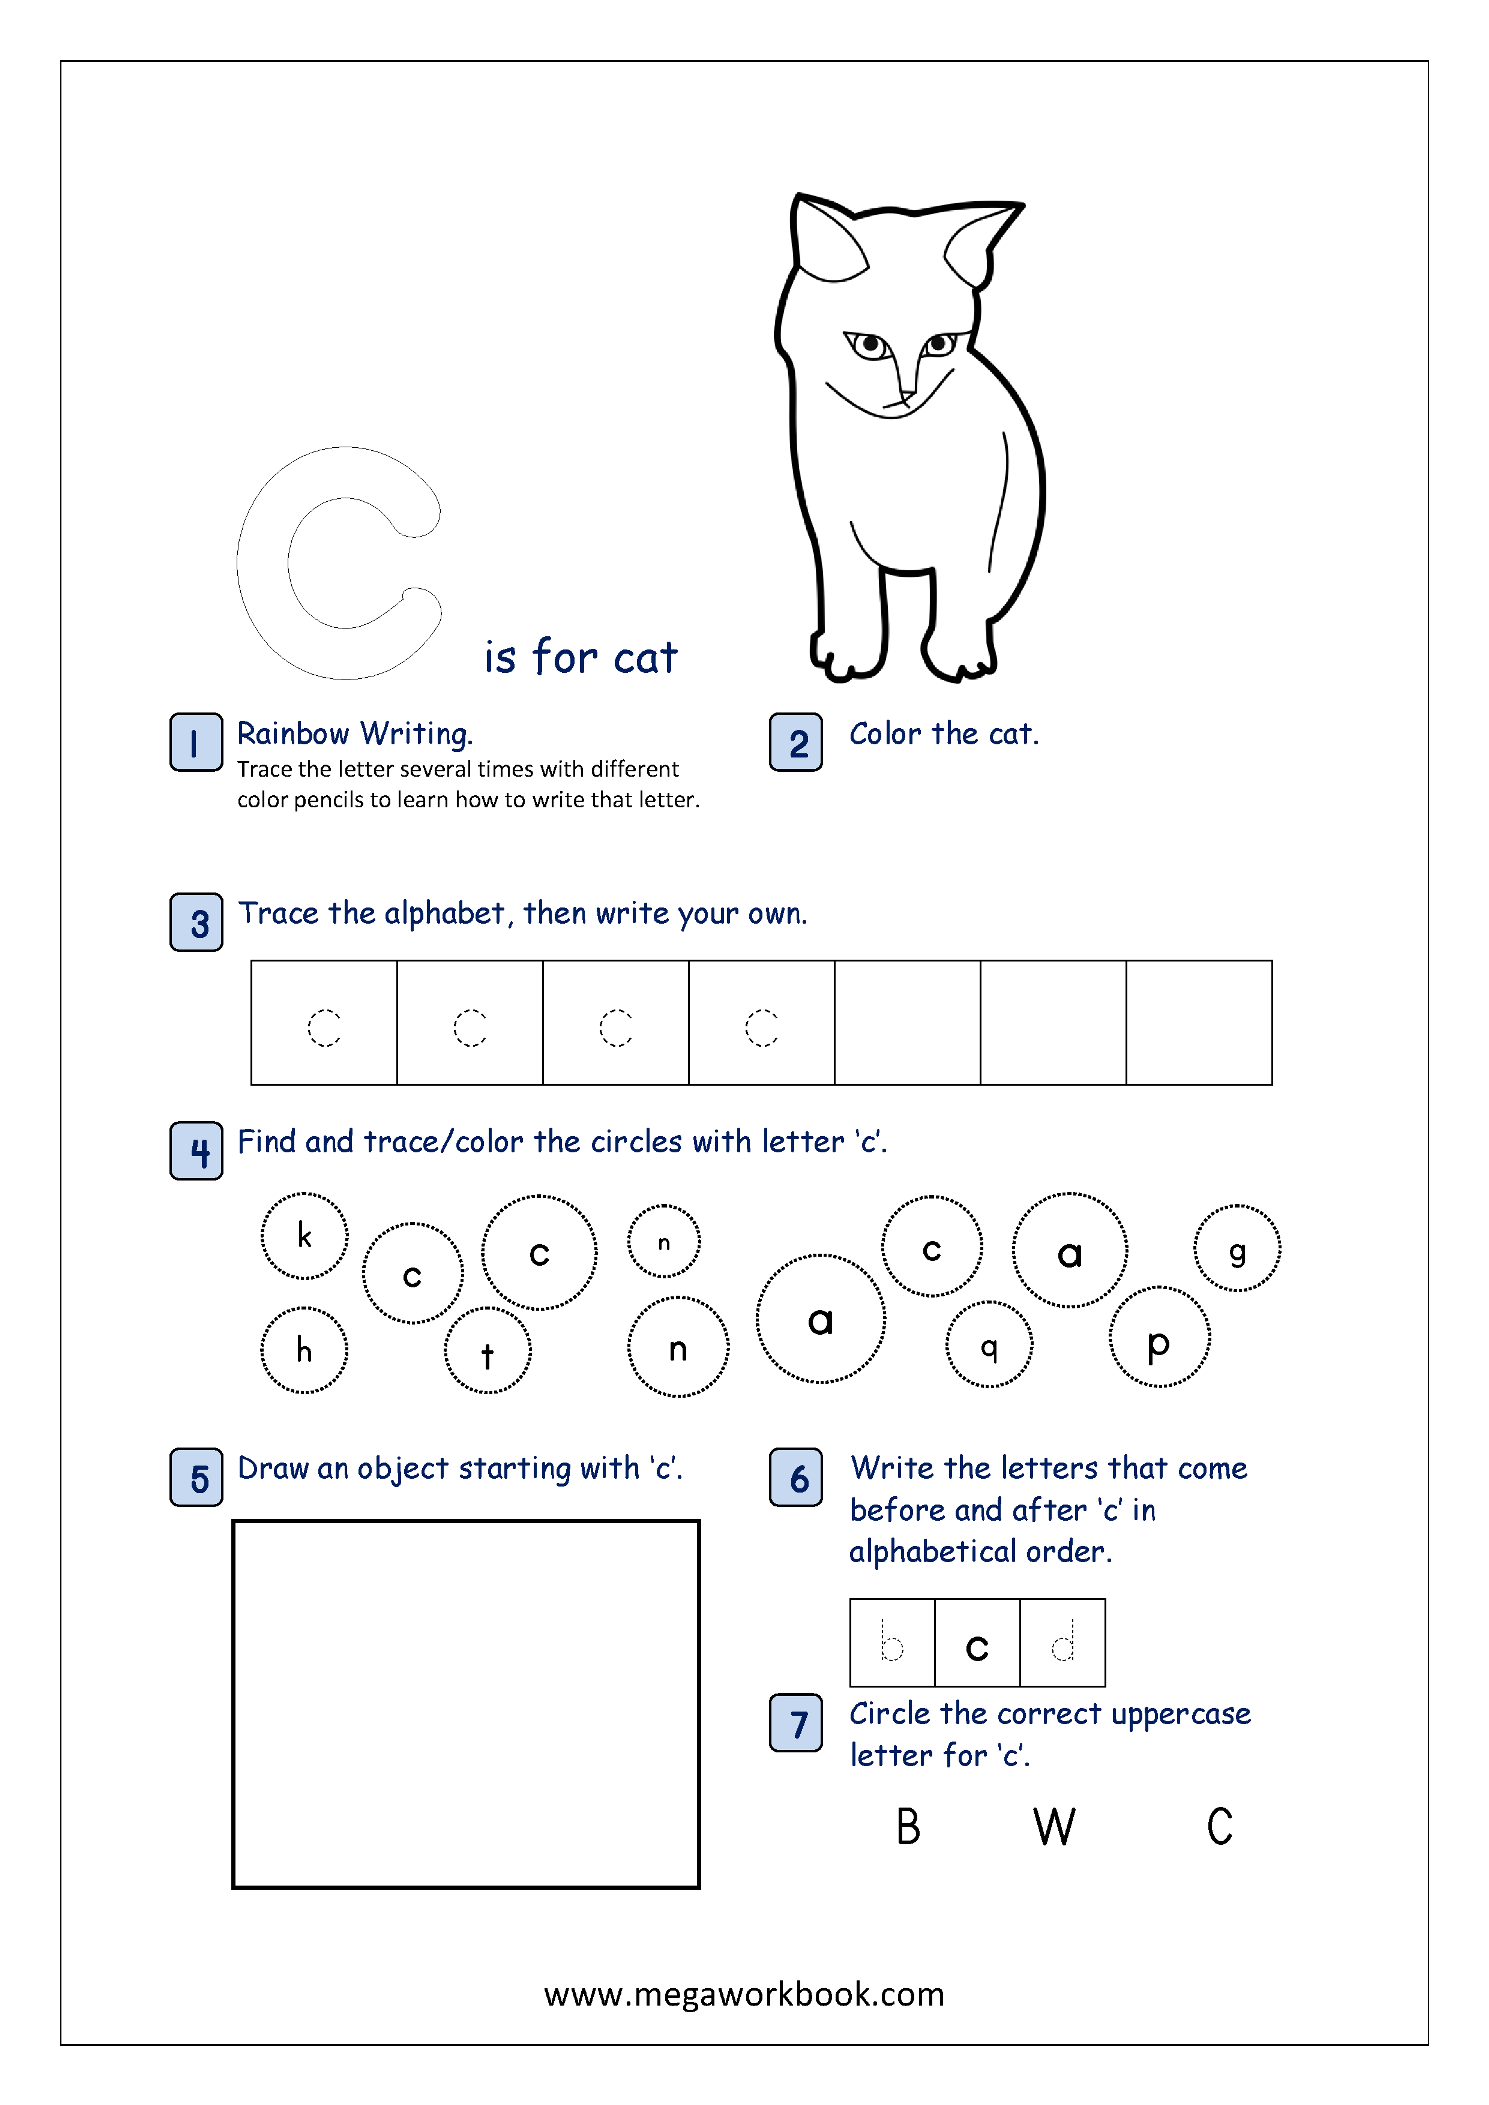 c
is for cat
1 Rainbow Writing.
Trace the letter several times with different
color pencils to learn how to write that letter.
2 Color the cat.
3 Trace the alphabet, then write your own.
c c c c
4 Find and trace/color the circles with letter ‘c’.
k c c n a c a g
h t n q p
5 Draw an object starting with ‘c’.
6 Write the letters that come
before and after ‘c’ in
alphabetical order.
b c d
7 Circle the correct uppercase
letter for ‘c’.
B W C
www.megaworkbook.com